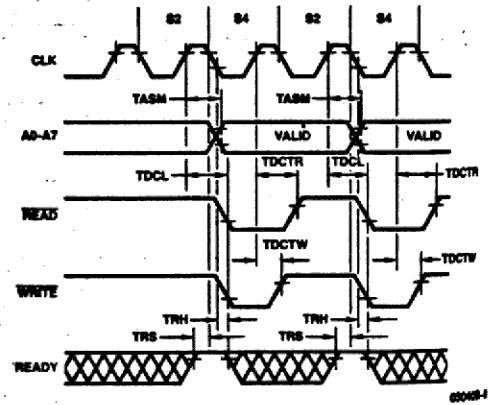 S2 S4 S2 S4
CLK
TASM TASM
A0-A7 VALID VALID
TDCL TDCTR TDCL TDCTR
READ
TDCTW TDCTW
WRITE
TRH TRH
TRS TRS
READY